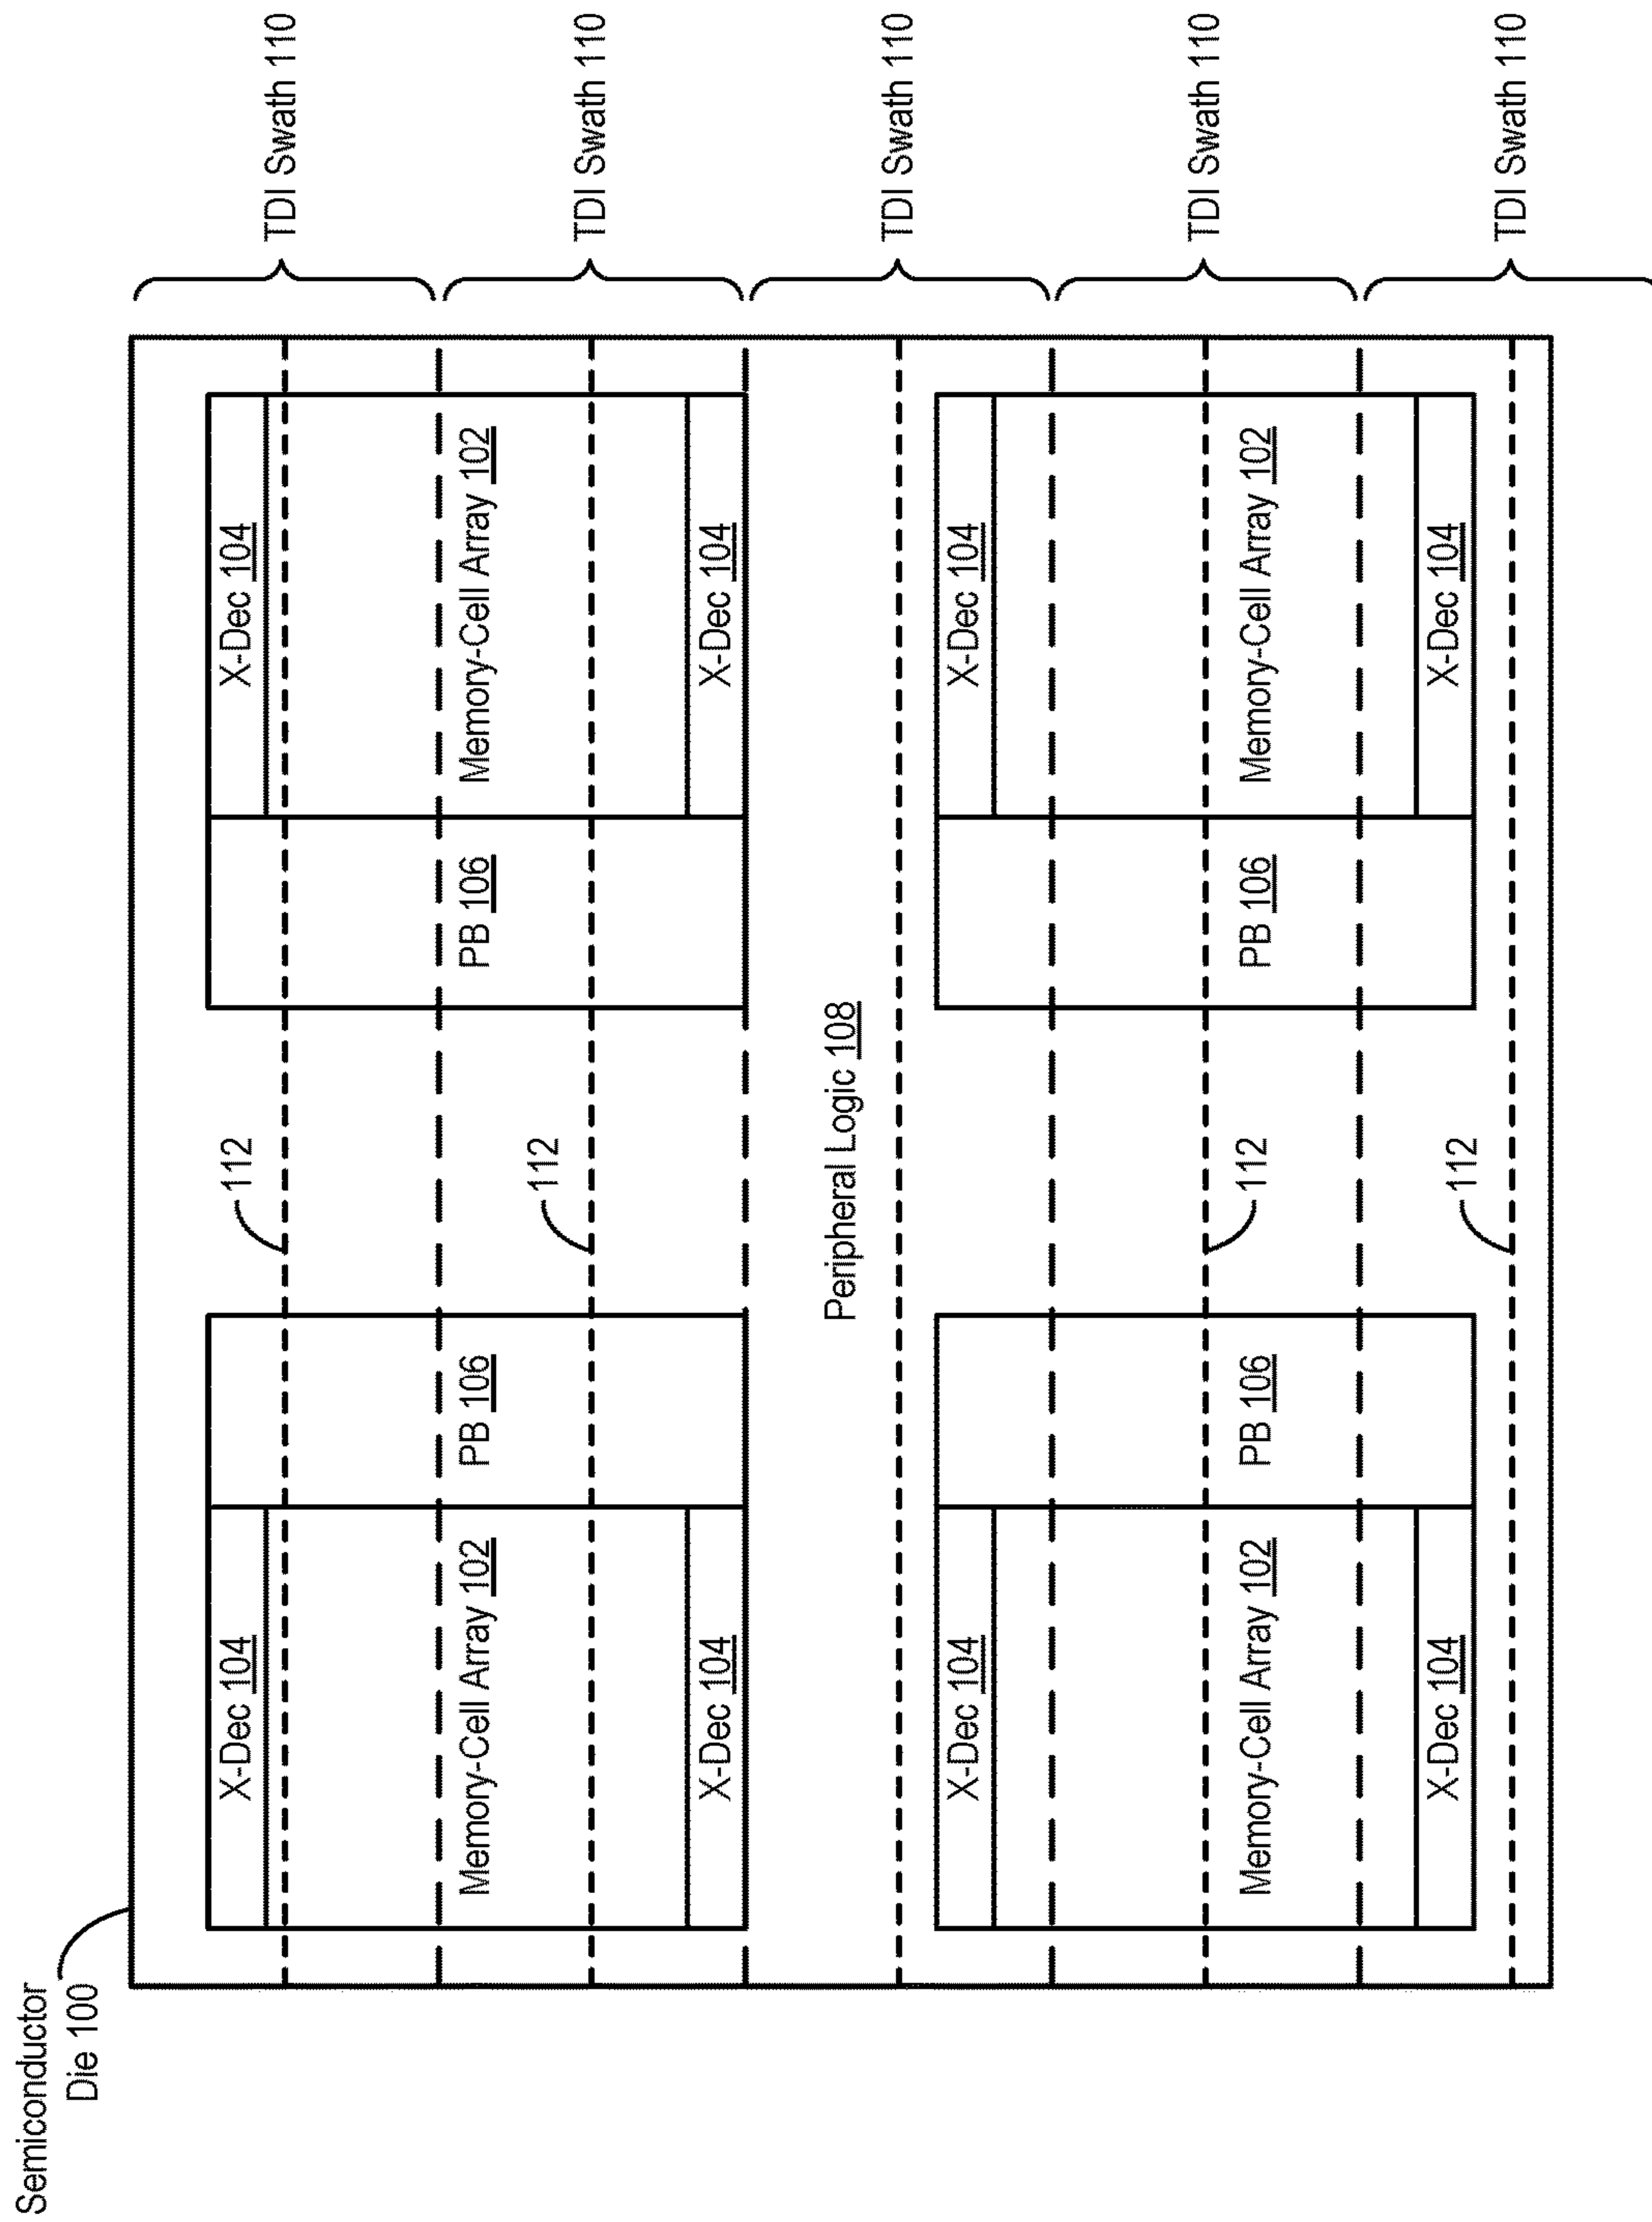 Semiconductor
Die 100
X-Dec 104
112
X-Dec 104
TDI Swath 110
Memory-Cell Array 102
PB 106
PB 106
Memory-Cell Array 102
112
TDI Swath 110
X-Dec 104
X-Dec 104
Peripheral Logic 108
TDI Swath 110
X-Dec 104
X-Dec 104
TDI Swath 110
Memory-Cell Array 102
PB 106
112
PB 106
Memory-Cell Array 102
X-Dec 104
112
X-Dec 104
TDI Swath 110